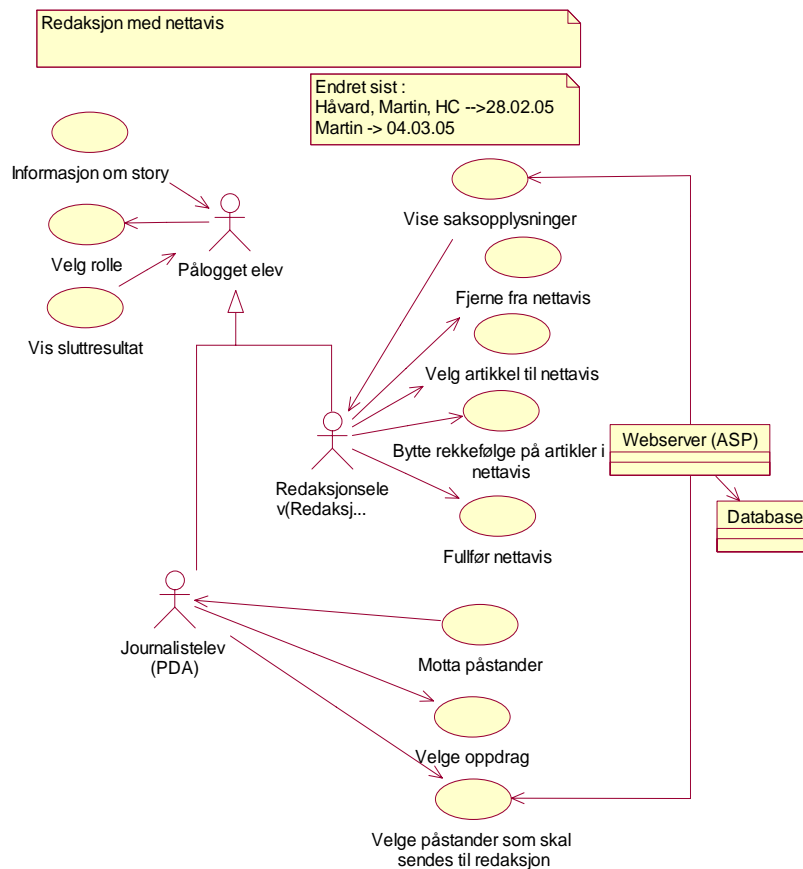 Redaksjon med nettavis
Endret sist :
Håvard, Martin, HC -->28.02.05
Martin -> 04.03.05
Informasjon om story
Velg rolle
Pålogget elev
Vis sluttresultat
Vise saksopplysninger
Fjerne fra nettavis
Velg artikkel til nettavis
Bytte rekkefølge på artikler i
nettavis
Webserver (ASP)
Redaksjonsele
v(Redaksj...
Database
Fullfør nettavis
Journalistelev
(PDA)
Motta påstander
Velge oppdrag
Velge påstander som skal
sendes til redaksjon